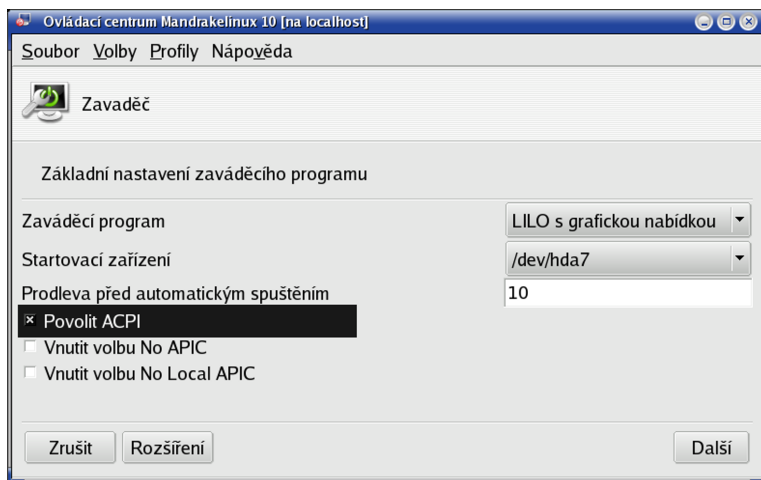 Ovládací centrum Mandrakelinux 10 [na localhost]
Soubor Volby Profily Nápověda
Zavaděč
Základní nastavení zaváděcího programu
Zaváděcí program LILO s grafickou nabídkou
Startovací zařízení /dev/hda7
Prodleva před automatickým spuštěním 10
Povolit ACPI
Vnutit volbu No APIC
Vnutit volbu No Local APIC
Zrušit Rozšíření Další